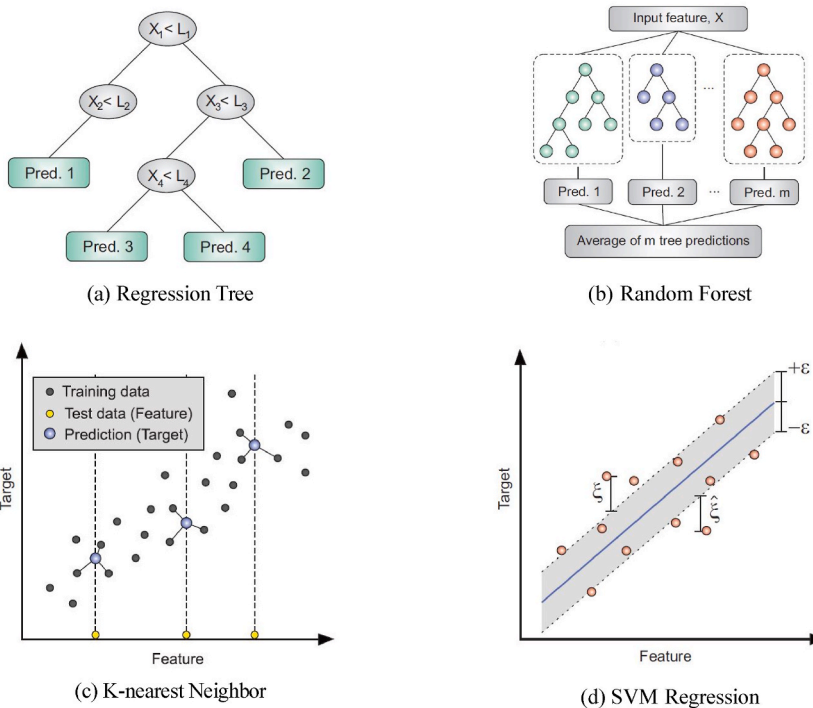 X₁< L₁
X₂< L₂
X₃< L₃
Pred. 1
X₄< L₄
Pred. 2
Pred. 3
Pred. 4
(a) Regression Tree
Input feature, X
...
Pred. 1
Pred. 2
...
Pred. m
Average of m tree predictions
(b) Random Forest
Target
Training data
Test data (Feature)
Prediction (Target)
Feature
(c) K-nearest Neighbor
Target
+ε
−ε
ξ
ξ̂
Feature
(d) SVM Regression